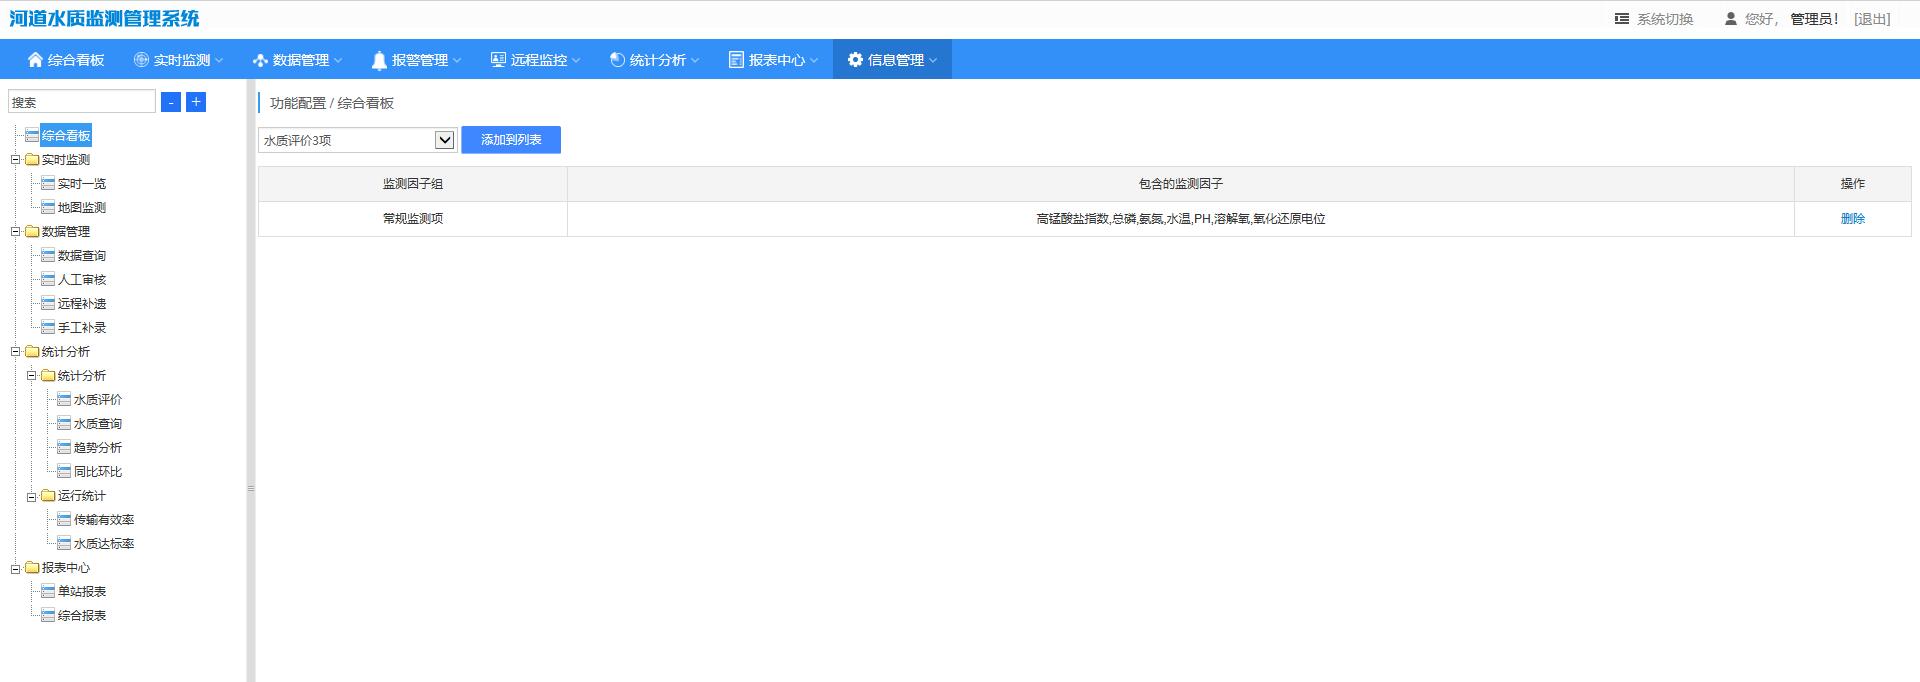 河道水质监测管理系统
系统切换 您好， 管理员！ [退出]
综合看板 实时监测 数据管理 报警管理 远程监控 统计分析 报表中心 信息管理
搜索 - +
综合看板
实时监测
实时一览
地图监测
数据管理
数据查询
人工审核
远程补遗
手工补录
统计分析
统计分析
水质评价
水质查询
趋势分析
同比环比
运行统计
传输有效率
水质达标率
报表中心
单站报表
综合报表
功能配置 / 综合看板
水质评价3项 添加到列表
监测因子组 包含的监测因子 操作
常规监测项 高锰酸盐指数,总磷,氨氮,水温,PH,溶解氧,氧化还原电位 删除